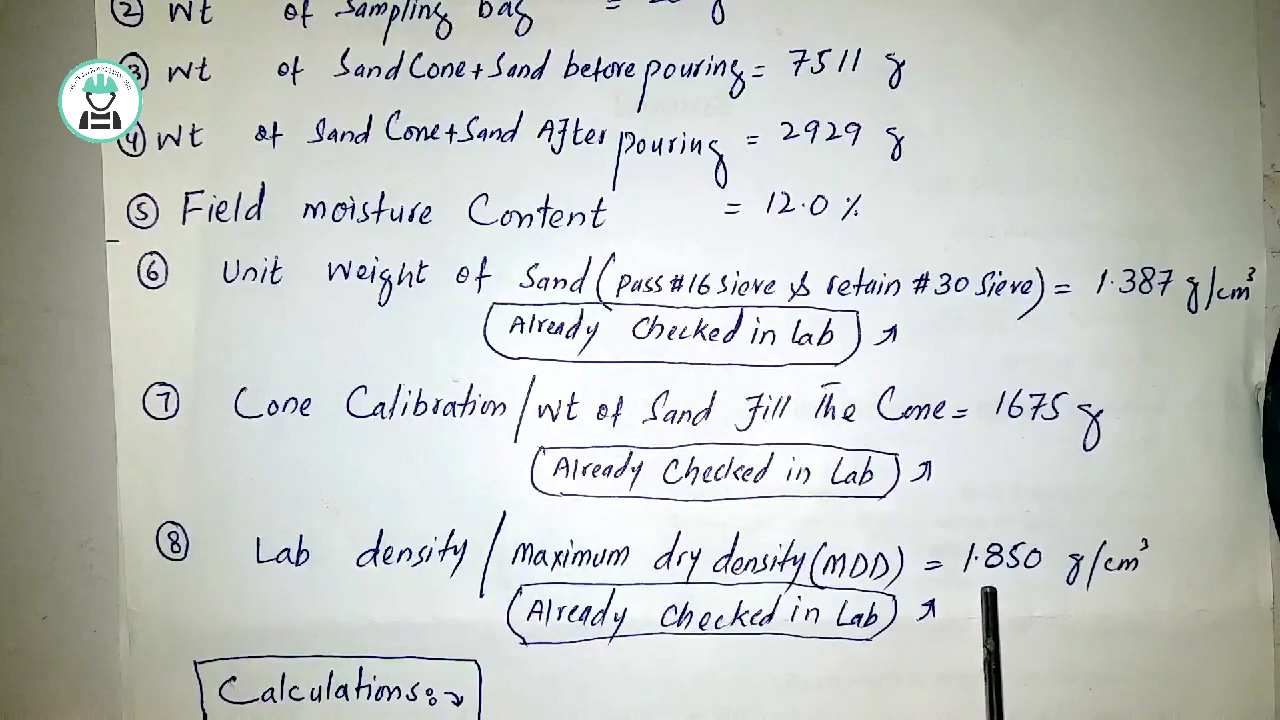 ② Wt of Sampling bag = g
③ Wt of Sand Cone+Sand before pouring = 7511 g
④ Wt of Sand Cone+Sand After pouring = 2929 g
⑤ Field moisture Content = 12.0 %
⑥ Unit Weight of Sand (pass #16 Sieve & retain #30 Sieve) = 1.387 g/cm³
Already Checked in Lab
⑦ Cone Calibration / Wt of Sand Fill The Cone = 1675 g
Already Checked in Lab
⑧ Lab density / maximum dry density (MDD) = 1.850 g/cm³
Already Checked in Lab
Calculations: